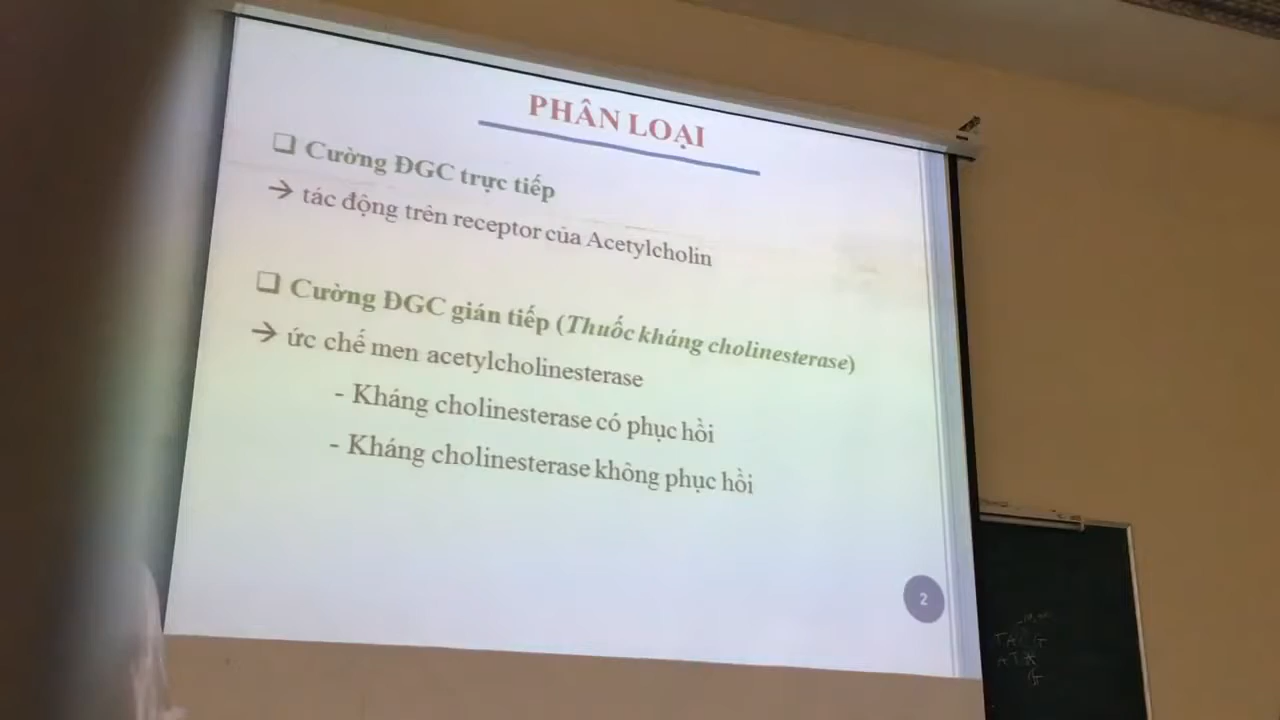 PHÂN LOẠI
❑ Cường ĐGC trực tiếp
→ tác động trên receptor của Acetylcholin
❑ Cường ĐGC gián tiếp (Thuốc kháng cholinesterase)
→ ức chế men acetylcholinesterase
- Kháng cholinesterase có phục hồi
- Kháng cholinesterase không phục hồi
2